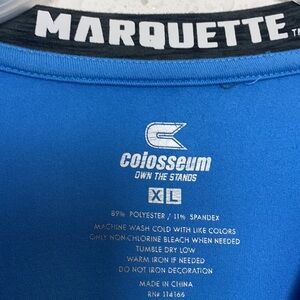 MARQUETTE TM
Colosseum
OWN THE STANDS
XL
89% POLYESTER / 11% SPANDEX
MACHINE WASH COLD WITH LIKE COLORS
ONLY NON-CHLORINE BLEACH WHEN NEEDED
TUMBLE DRY LOW
WARM IRON IF NEEDED
DO NOT IRON DECORATION
MADE IN CHINA
RN# 114166